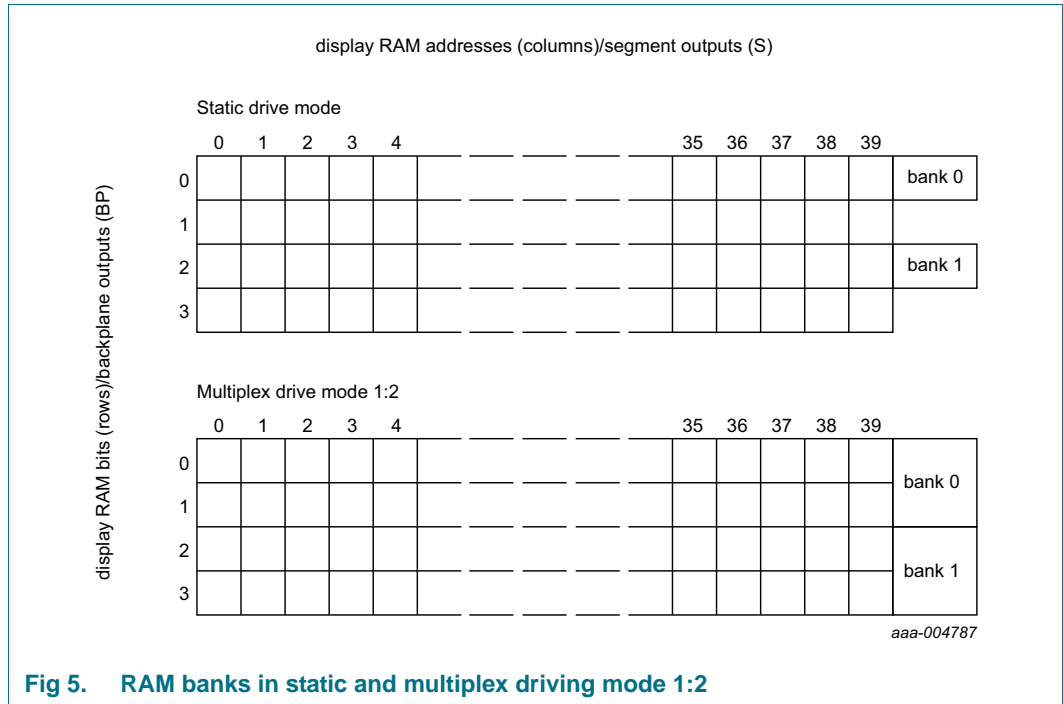 display RAM addresses (columns)/segment outputs (S)
display RAM bits (rows)/backplane outputs (BP)
Static drive mode
0 1 2 3 4 35 36 37 38 39
0 bank 0
1
2 bank 1
3
Multiplex drive mode 1:2
0 1 2 3 4 35 36 37 38 39
0
bank 0
1
2
bank 1
3
aaa-004787
Fig 5. RAM banks in static and multiplex driving mode 1:2